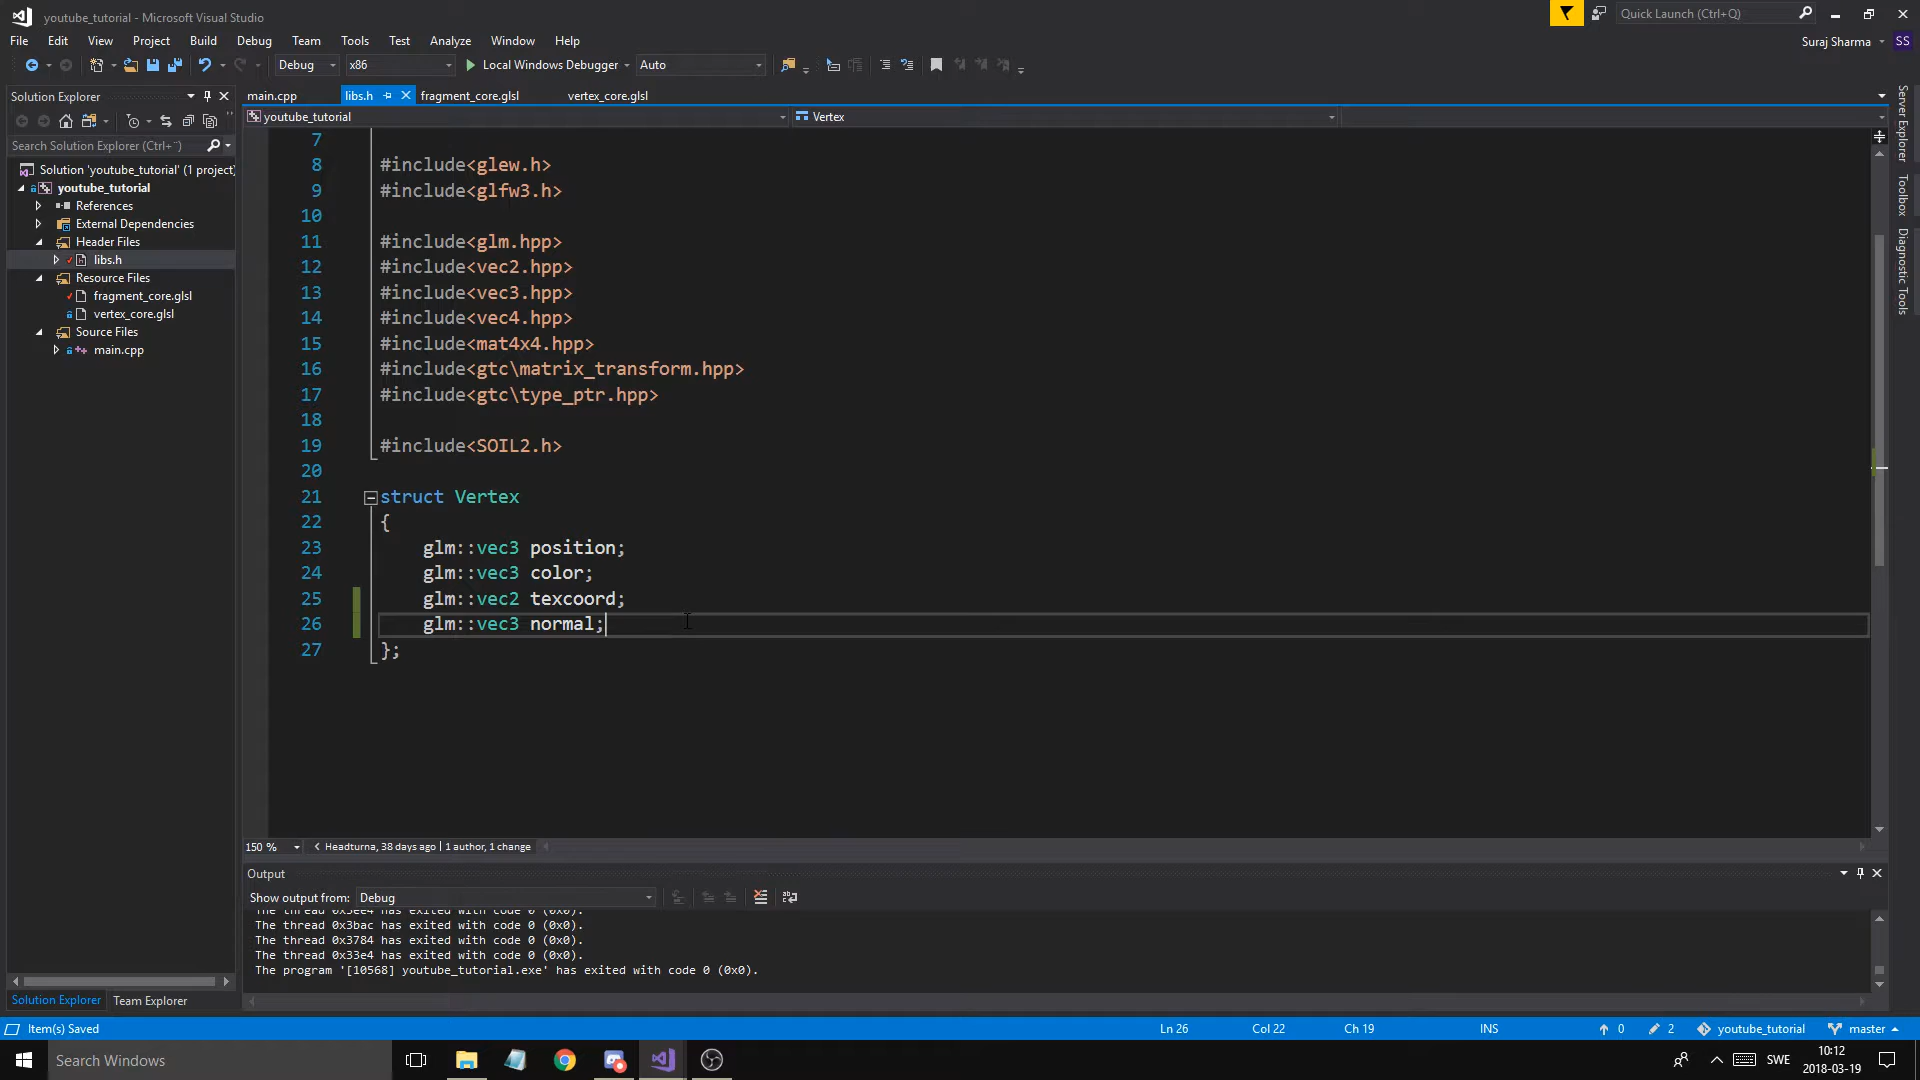 youtube_tutorial - Microsoft Visual Studio
Quick Launch (Ctrl+Q)
File Edit View Project Build Debug Team Tools Test Analyze Window Help
Suraj Sharma SS
Debug x86 Local Windows Debugger Auto
Solution Explorer
main.cpp libs.h fragment_core.glsl vertex_core.glsl
youtube_tutorial Vertex
Search Solution Explorer (Ctrl+¨)
Solution 'youtube_tutorial' (1 project)
youtube_tutorial
References
External Dependencies
Header Files
libs.h
Resource Files
fragment_core.glsl
vertex_core.glsl
Source Files
main.cpp
7
8 #include<glew.h>
9 #include<glfw3.h>
10
11 #include<glm.hpp>
12 #include<vec2.hpp>
13 #include<vec3.hpp>
14 #include<vec4.hpp>
15 #include<mat4x4.hpp>
16 #include<gtc\matrix_transform.hpp>
17 #include<gtc\type_ptr.hpp>
18
19 #include<SOIL2.h>
20
21 struct Vertex
22 {
23 glm::vec3 position;
24 glm::vec3 color;
25 glm::vec2 texcoord;
26 glm::vec3 normal;
27 };
Server Explorer
Toolbox
Diagnostic Tools
150 % Headturna, 38 days ago | 1 author, 1 change
Output
Show output from: Debug
The thread 0x3ee4 has exited with code 0 (0x0).
The thread 0x3bac has exited with code 0 (0x0).
The thread 0x3784 has exited with code 0 (0x0).
The thread 0x33e4 has exited with code 0 (0x0).
The program '[10568] youtube_tutorial.exe' has exited with code 0 (0x0).
Solution Explorer Team Explorer
Item(s) Saved Ln 26 Col 22 Ch 19 INS 0 2 youtube_tutorial master
Search Windows
SWE
10:12
2018-03-19